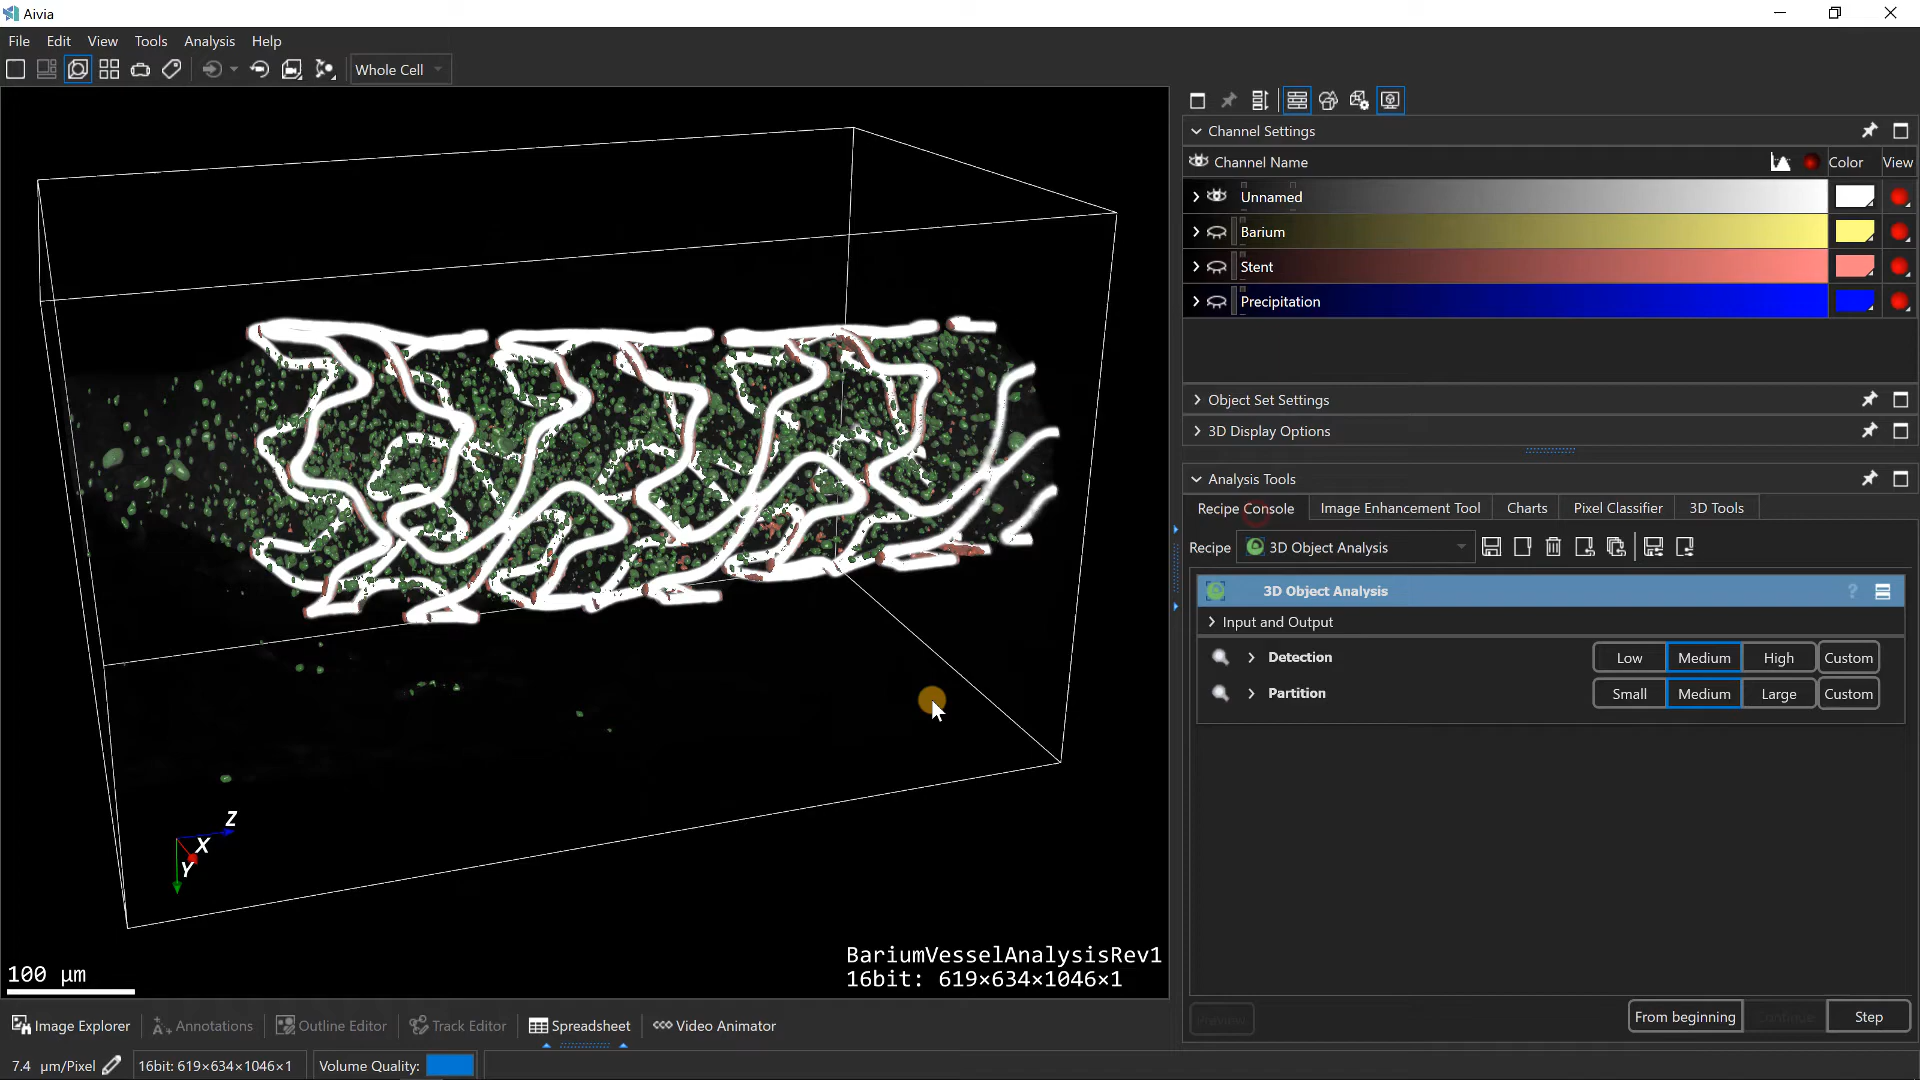 Aivia
File Edit View Tools Analysis Help
Whole Cell
Channel Settings
Channel Name Color View
Unnamed
Barium
Stent
Precipitation
Object Set Settings
3D Display Options
Analysis Tools
Recipe Console Image Enhancement Tool Charts Pixel Classifier 3D Tools
Recipe 3D Object Analysis
3D Object Analysis ?
Input and Output
Detection Low Medium High Custom
Partition Small Medium Large Custom
Z
X
Y
BariumVesselAnalysisRev1
100 μm
16bit: 619×634×1046×1
Preview From beginning Continue Step
Image Explorer Annotations Outline Editor Track Editor Spreadsheet Video Animator
7.4 μm/Pixel 16bit: 619×634×1046×1 Volume Quality: